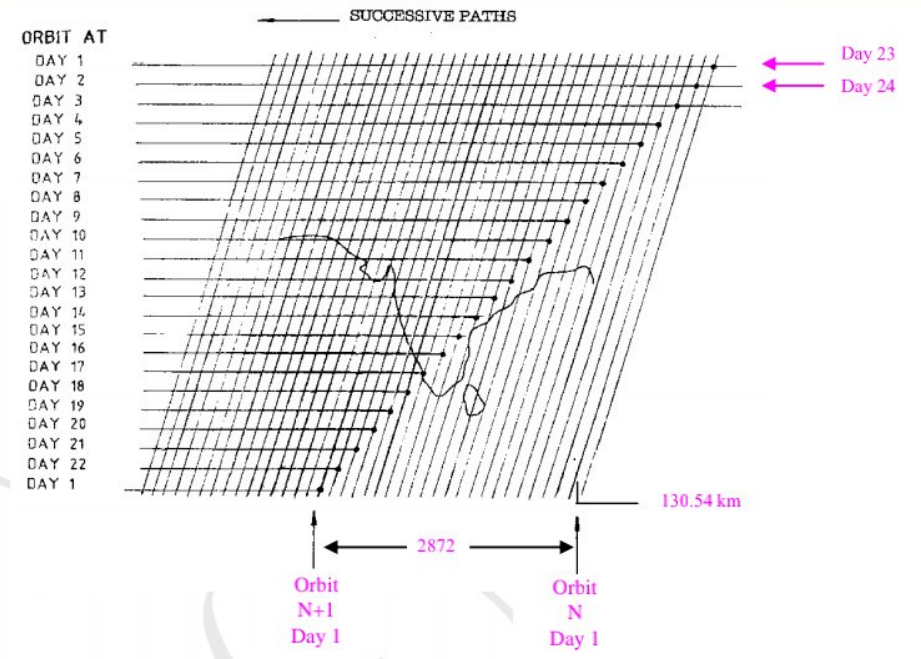 SUCCESSIVE PATHS
ORBIT AT
DAY 1
DAY 2
DAY 3
DAY 4
DAY 5
DAY 6
DAY 7
DAY 8
DAY 9
DAY 10
DAY 11
DAY 12
DAY 13
DAY 14
DAY 15
DAY 16
DAY 17
DAY 18
DAY 19
DAY 20
DAY 21
DAY 22
DAY 1
Day 23
Day 24
130.54 km
2872
Orbit
N+1
Day 1
Orbit
N
Day 1